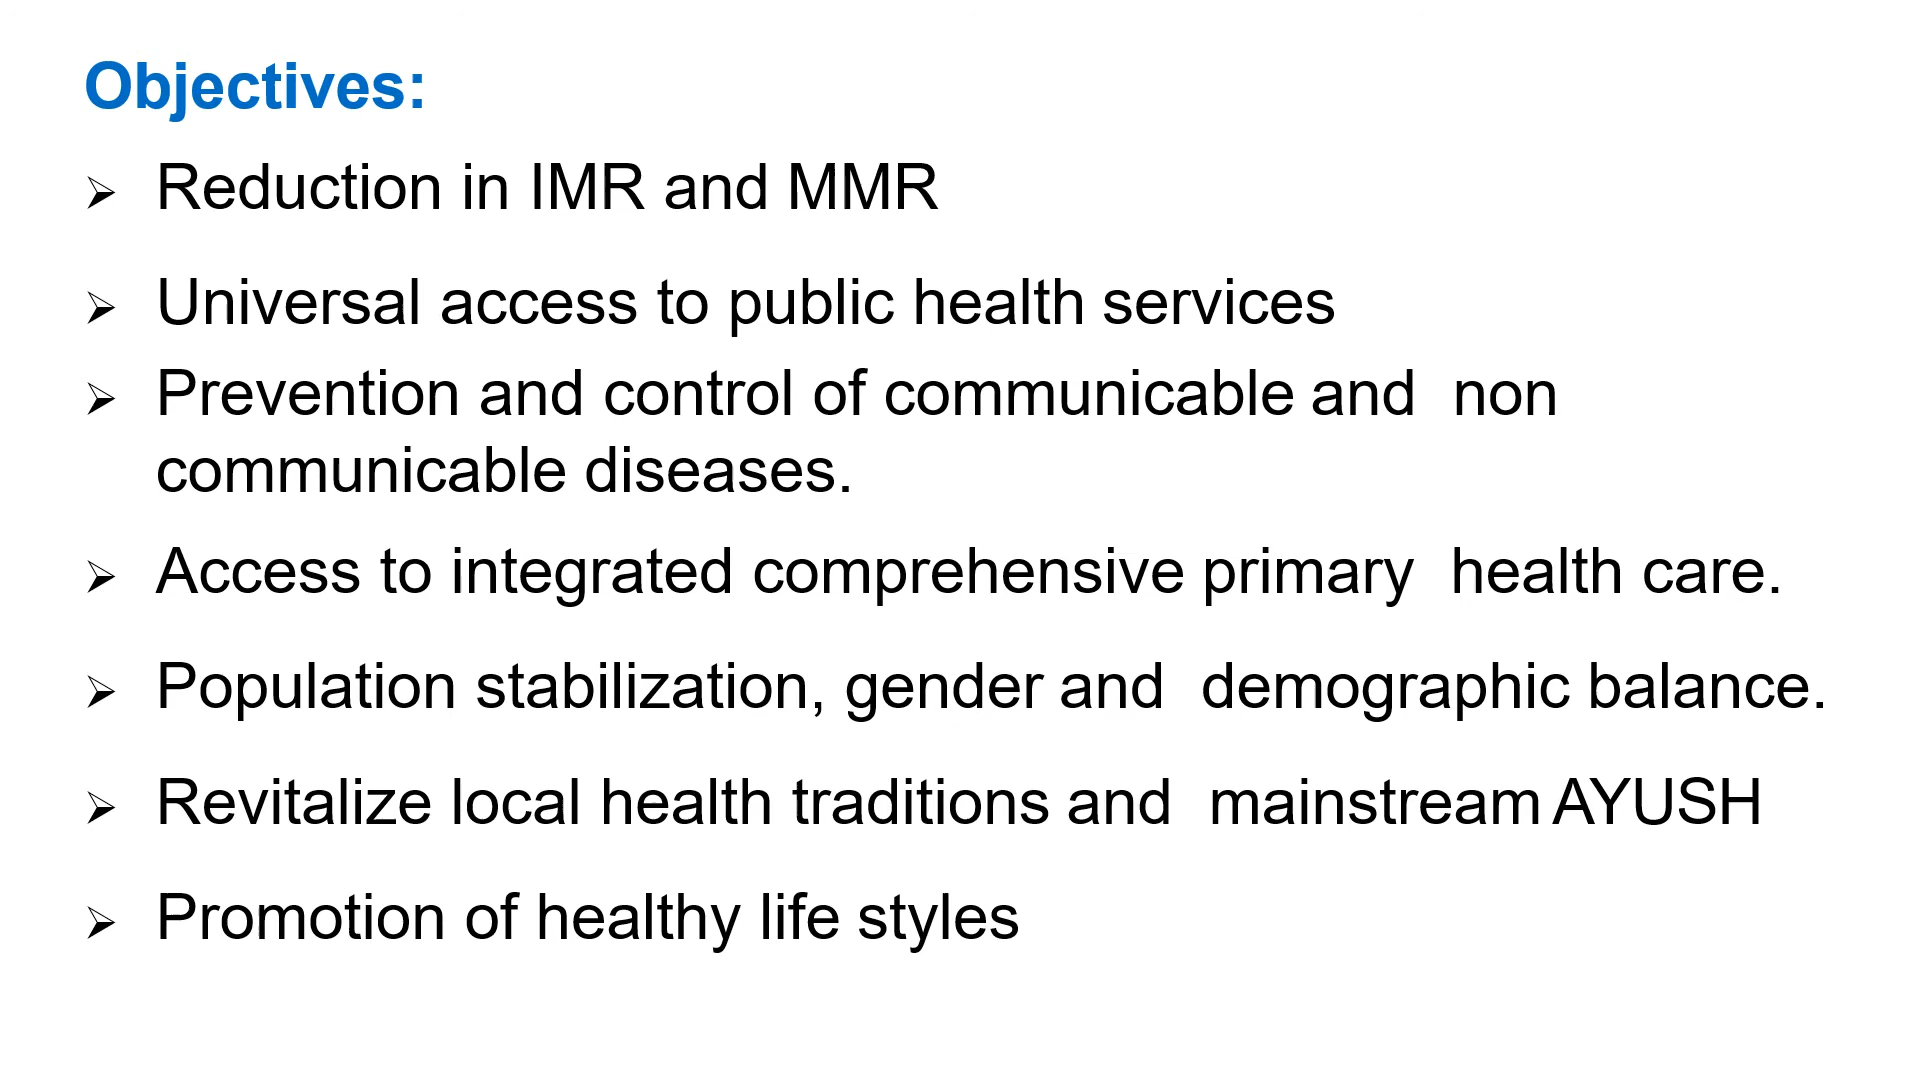 Objectives:
➢ Reduction in IMR and MMR
➢ Universal access to public health services
➢ Prevention and control of communicable and  non
communicable diseases.
➢ Access to integrated comprehensive primary  health care.
➢ Population stabilization, gender and  demographic balance.
➢ Revitalize local health traditions and  mainstream AYUSH
➢ Promotion of healthy life styles